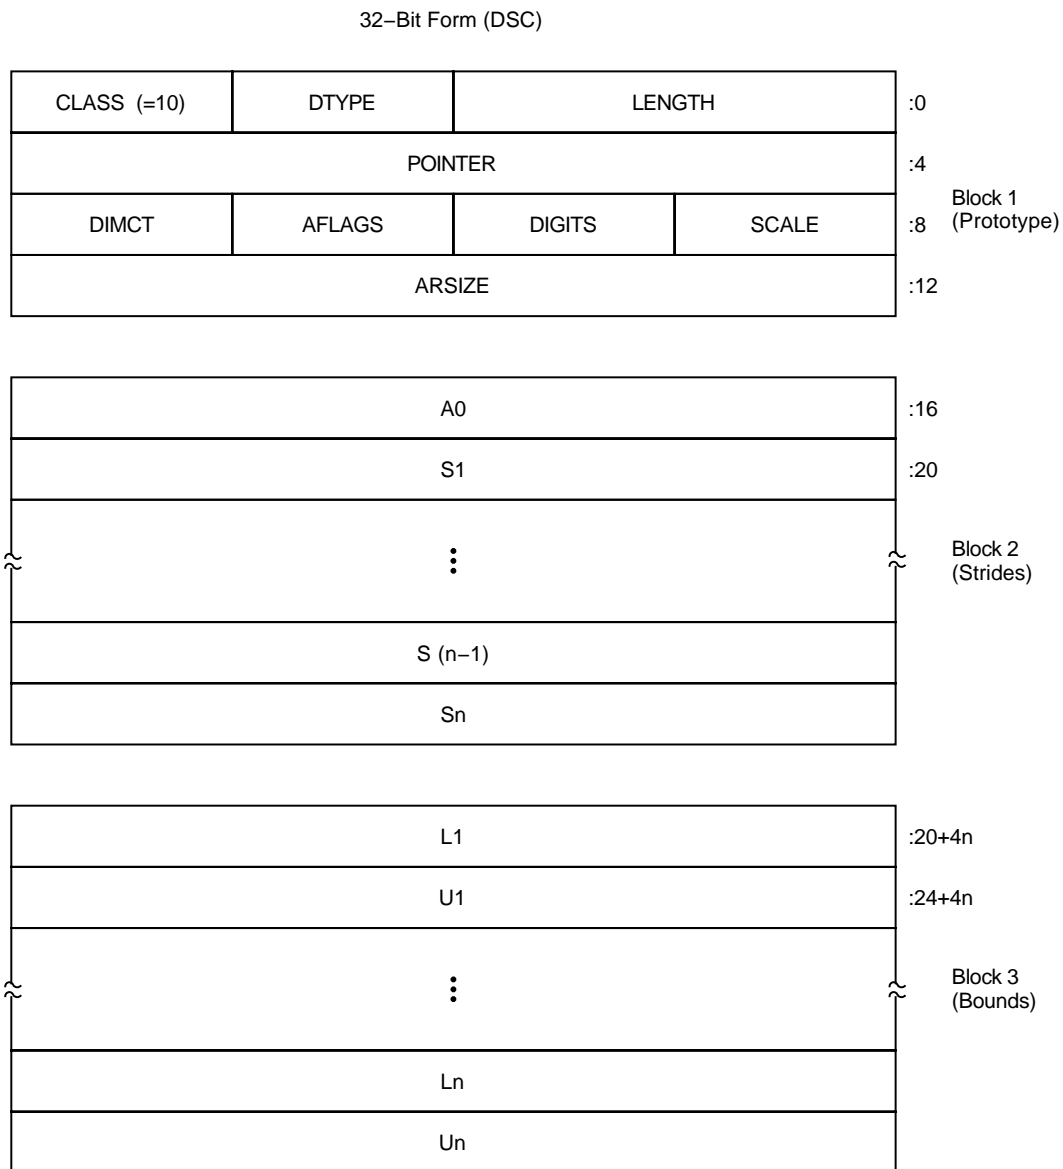 32−Bit Form (DSC)
CLASS (=10) DTYPE LENGTH :0
POINTER :4
Block 1
(Prototype)
DIMCT AFLAGS DIGITS SCALE :8
ARSIZE :12
A0 :16
S1 :20
Block 2
(Strides)
S (n−1)
Sn
L1 :20+4n
U1 :24+4n
Block 3
(Bounds)
Ln
Un